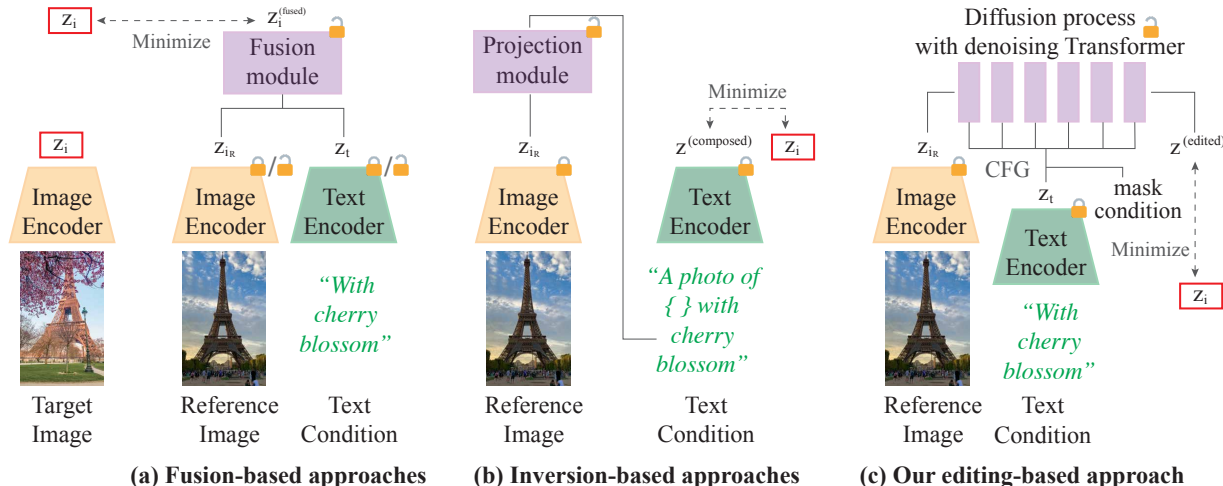 z_i
z_i^(fused)
Minimize
Fusion
module
z_i
z_{i_R}
z_t
/
/
Image
Encoder
Image
Encoder
Text
Encoder
“With
cherry
blossom”
Target
Image
Reference
Image
Text
Condition
(a) Fusion-based approaches
Projection
module
Minimize
z_{i_R}
z^(composed)
z_i
Image
Encoder
Text
Encoder
“A photo of
{ } with
cherry
blossom”
Reference
Image
Text
Condition
(b) Inversion-based approaches
Diffusion process
with denoising Transformer
z_{i_R}
z^(edited)
CFG
z_t
mask
condition
Image
Encoder
Text
Encoder
Minimize
z_i
“With
cherry
blossom”
Reference
Image
Text
Condition
(c) Our editing-based approach